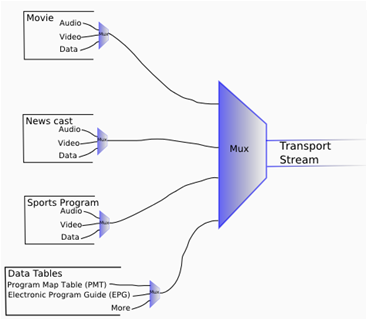 Movie
Audio
Video
Data
Mux
News cast
Audio
Video
Data
Mux
Sports Program
Audio
Video
Data
Mux
Data Tables
Program Map Table (PMT)
Electronic Program Guide (EPG)
More
Mux
Mux
Transport
Stream